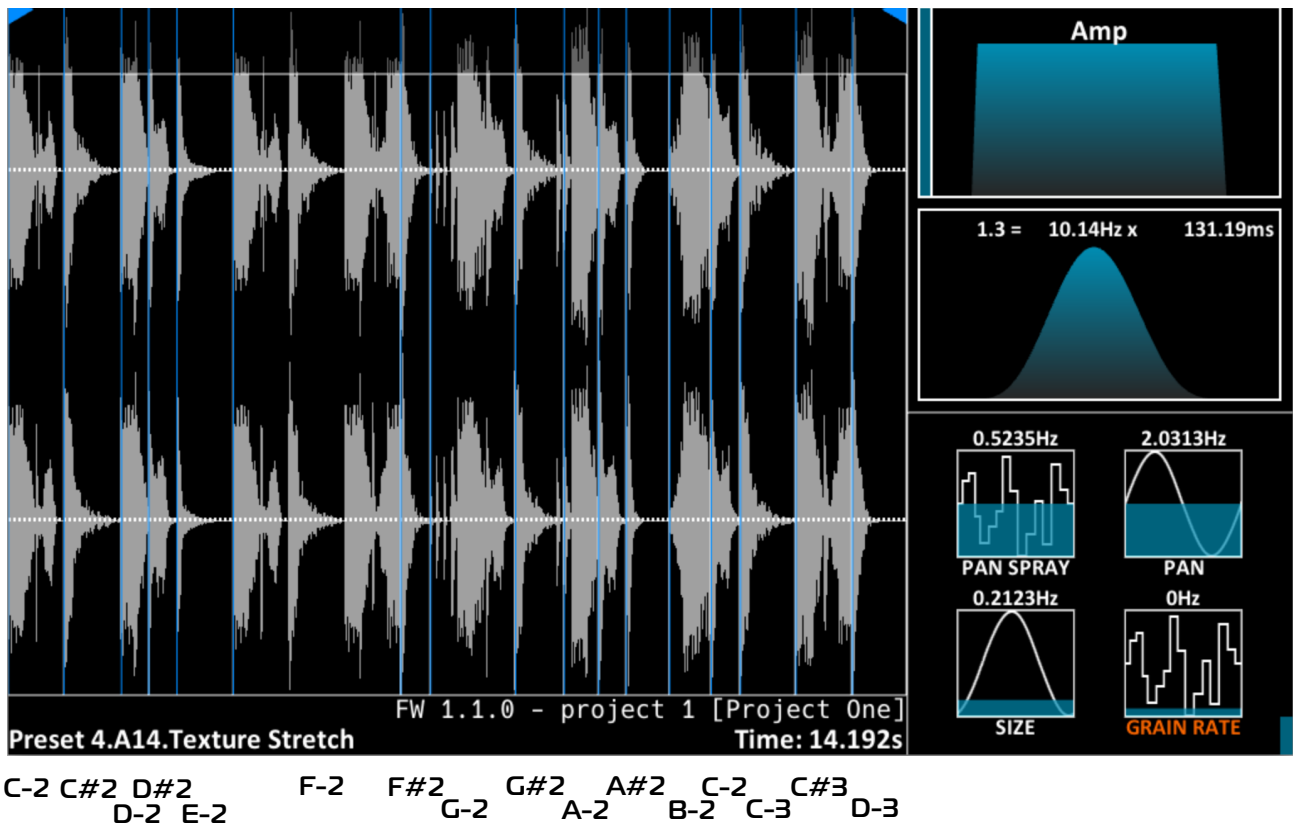 Amp
1.3 = 10.14Hz x 131.19ms
0.5235Hz 2.0313Hz
PAN SPRAY PAN
0.2123Hz 0Hz
SIZE GRAIN RATE
FW 1.1.0 - project 1 [Project One]
Preset 4.A14.Texture Stretch Time: 14.192s
C-2 C#2 D#2 F-2 F#2 G#2 A#2 C-2 C#3
D-2 E-2 G-2 A-2 B-2 C-3 D-3